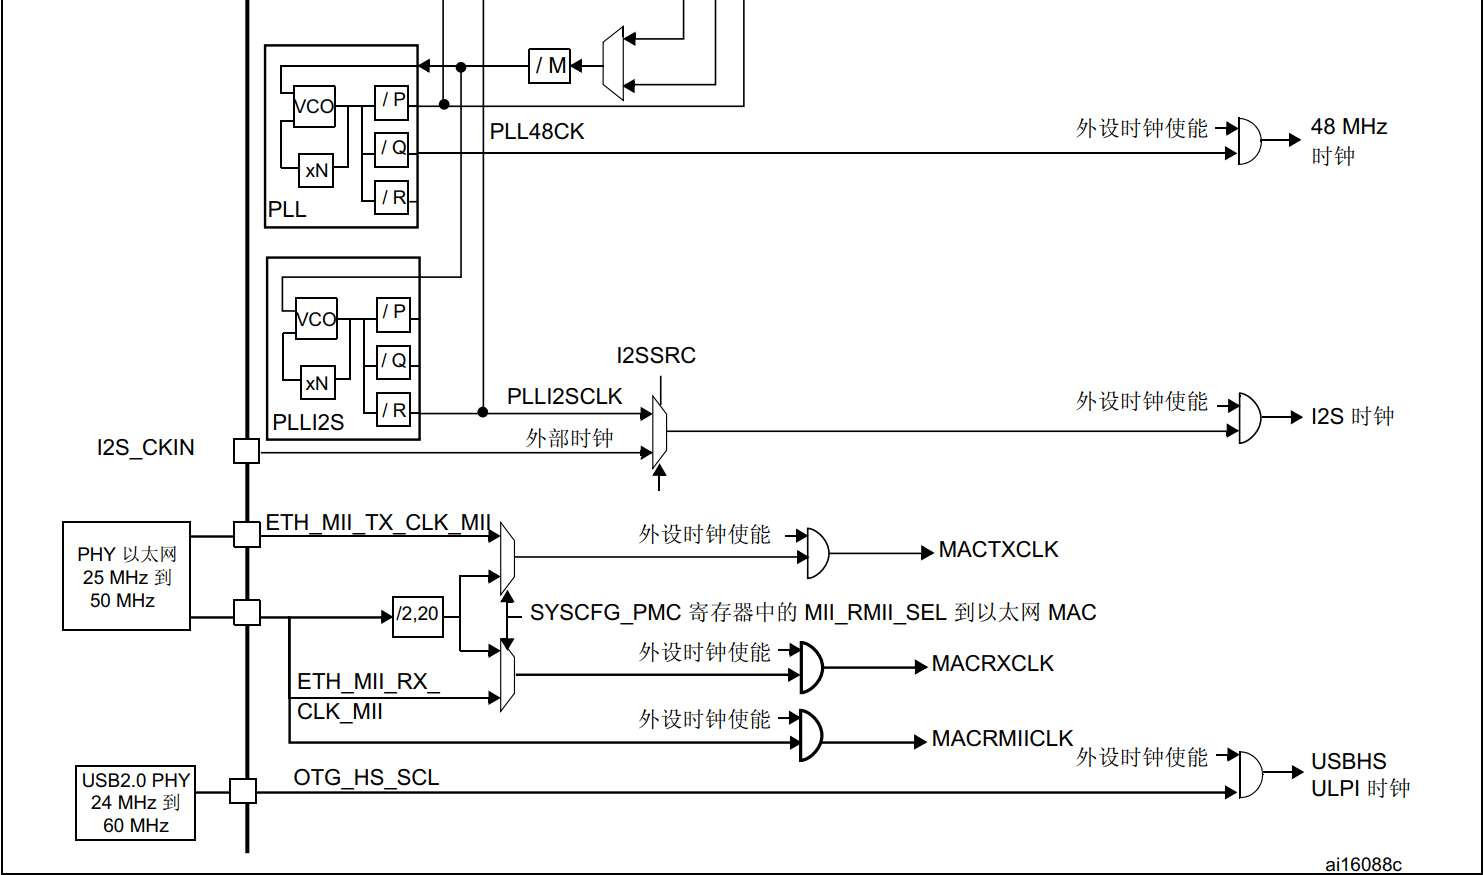 / M
VCO
/ P
PLL48CK
外设时钟使能
48 MHz
时钟
/ Q
xN
/ R
PLL
VCO
/ P
I2SSRC
/ Q
xN
PLLI2SCLK
外设时钟使能
I2S 时钟
/ R
PLLI2S
外部时钟
I2S_CKIN
ETH_MII_TX_CLK_MII
外设时钟使能
MACTXCLK
PHY 以太网
25 MHz 到
50 MHz
/2,20
SYSCFG_PMC 寄存器中的 MII_RMII_SEL 到以太网 MAC
外设时钟使能
MACRXCLK
ETH_MII_RX_
CLK_MII
外设时钟使能
MACRMIICLK
外设时钟使能
USBHS
ULPI 时钟
USB2.0 PHY
24 MHz 到
60 MHz
OTG_HS_SCL
ai16088c